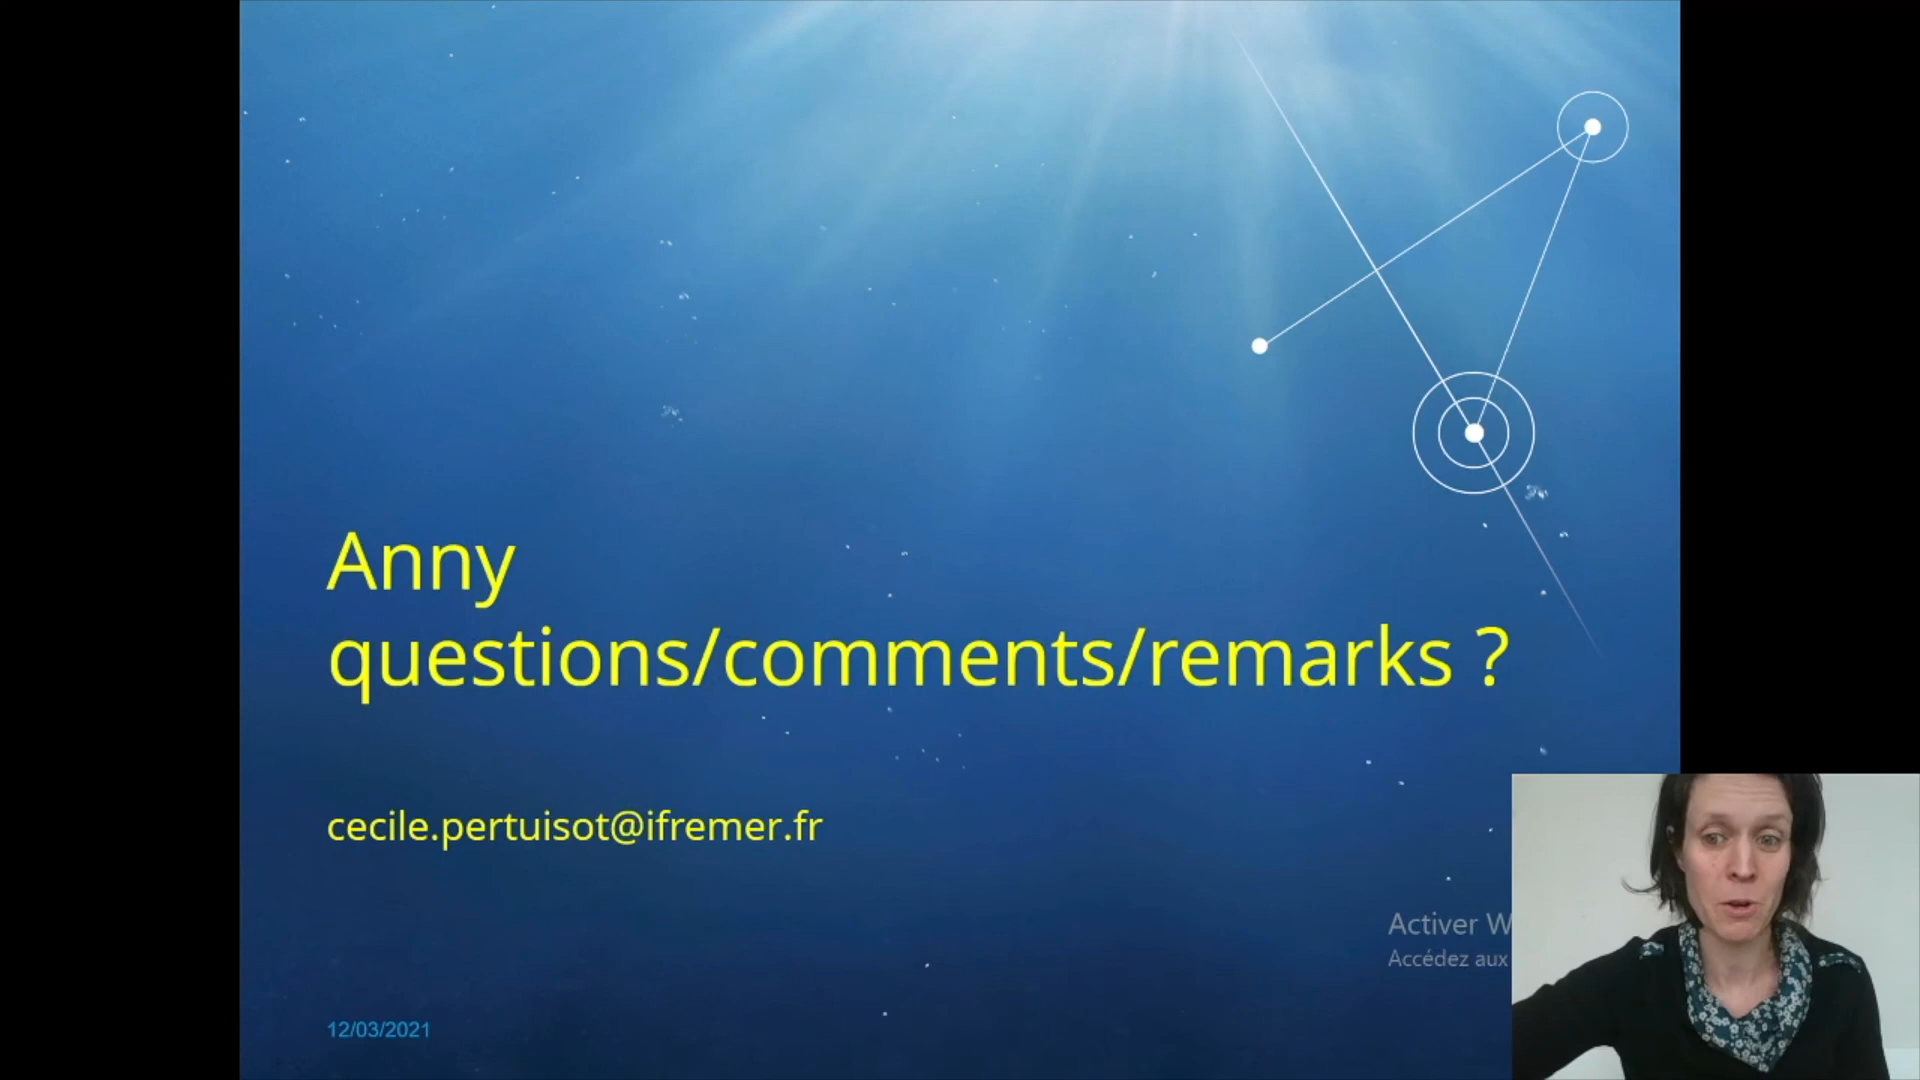 Anny
questions/comments/remarks ?
cecile.pertuisot@ifremer.fr
Activer W
Accédez aux
12/03/2021